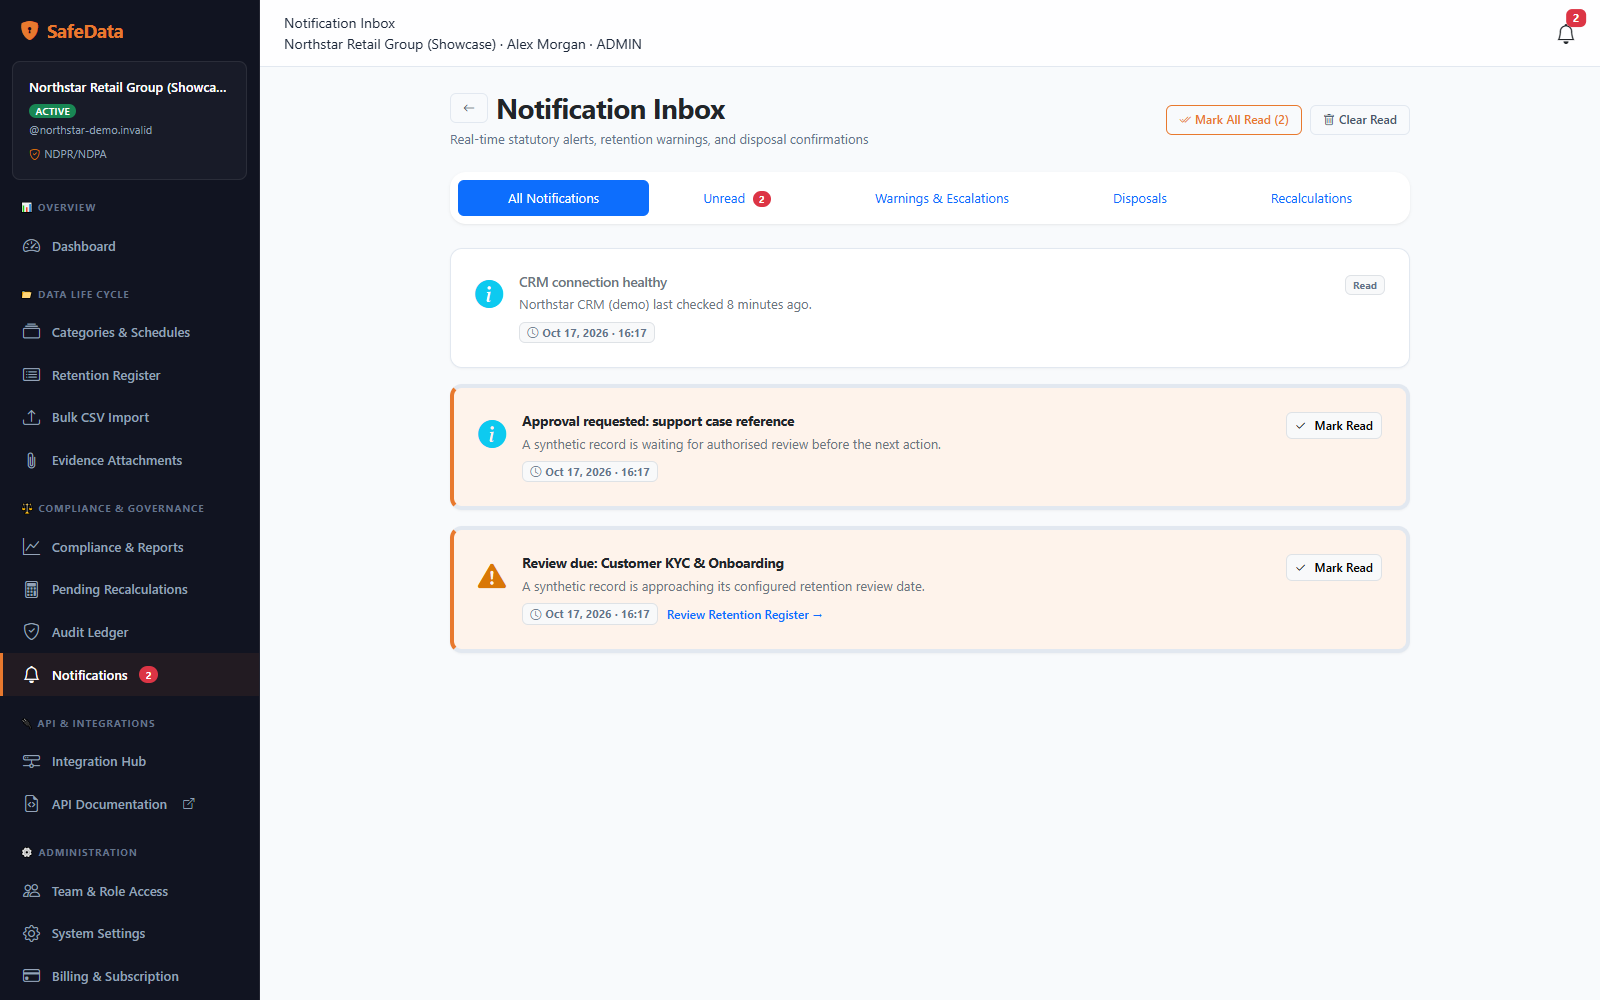 SafeData
Northstar Retail Group (Showca...
ACTIVE
@northstar-demo.invalid
NDPR/NDPA
OVERVIEW
Dashboard
DATA LIFE CYCLE
Categories & Schedules
Retention Register
Bulk CSV Import
Evidence Attachments
COMPLIANCE & GOVERNANCE
Compliance & Reports
Pending Recalculations
Audit Ledger
Notifications 2
API & INTEGRATIONS
Integration Hub
API Documentation
ADMINISTRATION
Team & Role Access
System Settings
Billing & Subscription
Notification Inbox
Northstar Retail Group (Showcase) · Alex Morgan · ADMIN
2
← Notification Inbox
Real-time statutory alerts, retention warnings, and disposal confirmations
Mark All Read (2) Clear Read
All Notifications Unread 2 Warnings & Escalations Disposals Recalculations
CRM connection healthy
Read
Northstar CRM (demo) last checked 8 minutes ago.
Oct 17, 2026 · 16:17
Approval requested: support case reference
Mark Read
A synthetic record is waiting for authorised review before the next action.
Oct 17, 2026 · 16:17
Review due: Customer KYC & Onboarding
Mark Read
A synthetic record is approaching its configured retention review date.
Oct 17, 2026 · 16:17 Review Retention Register →